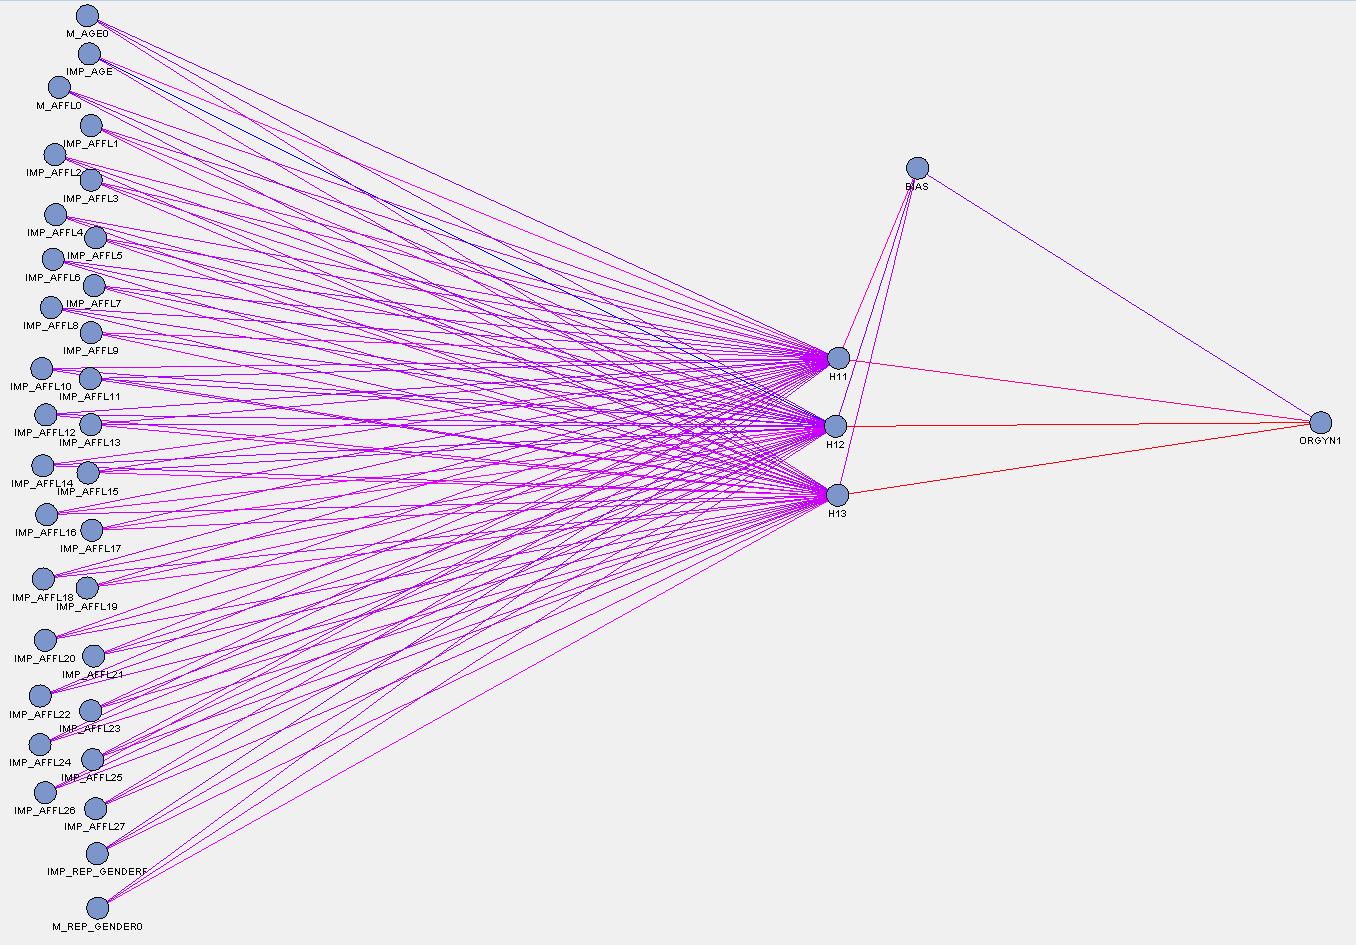 M_AGE0
IMP_AGE
M_AFFL0
IMP_AFFL1
IMP_AFFL2
IMP_AFFL3
IMP_AFFL4
IMP_AFFL5
IMP_AFFL6
IMP_AFFL7
IMP_AFFL8
IMP_AFFL9
IMP_AFFL10
IMP_AFFL11
IMP_AFFL12
IMP_AFFL13
IMP_AFFL14
IMP_AFFL15
IMP_AFFL16
IMP_AFFL17
IMP_AFFL18
IMP_AFFL19
IMP_AFFL20
IMP_AFFL21
IMP_AFFL22
IMP_AFFL23
IMP_AFFL24
IMP_AFFL25
IMP_AFFL26
IMP_AFFL27
IMP_REP_GENDERF
M_REP_GENDER0
BIAS
H11
H12
H13
ORGYN1